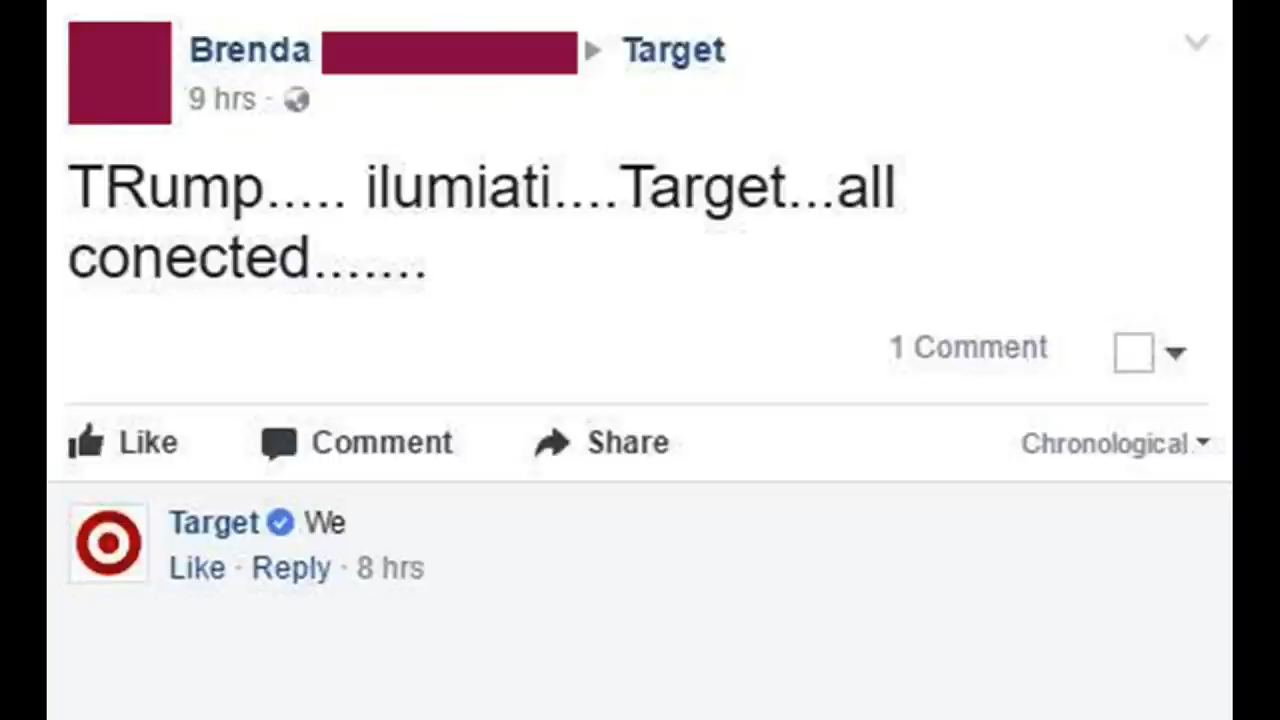 Brenda Target
9 hrs ·
TRump..... ilumiati....Target...all
conected.......
1 Comment
Like Comment Share Chronological
Target We
Like · Reply · 8 hrs